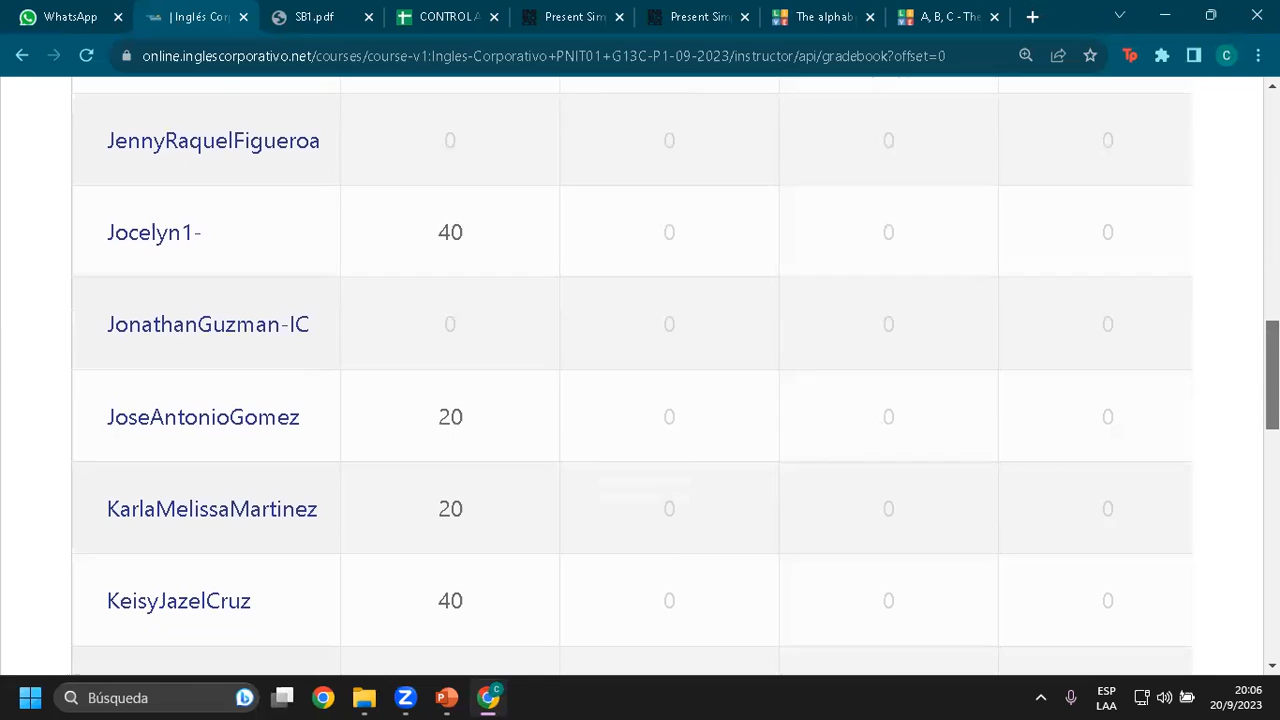 WhatsApp
| Inglés Cor
SB1.pdf
CONTROL A
Present Sim
Present Sim
The alphab
A, B, C - The
online.inglescorporativo.net/courses/course-v1:Ingles-Corporativo+PNIT01+G13C-P1-09-2023/instructor/api/gradebook?offset=0
JennyRaquelFigueroa 0 0 0 0
Jocelyn1- 40 0 0 0
JonathanGuzman-IC 0 0 0 0
JoseAntonioGomez 20 0 0 0
KarlaMelissaMartinez 20 0 0 0
KeisyJazelCruz 40 0 0 0
Búsqueda
ESP
LAA
20:06
20/9/2023